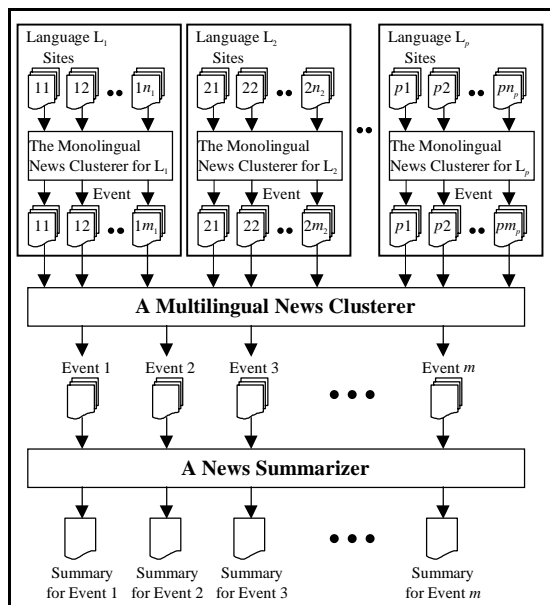 Language L₁ Language L₂ Language Lₚ
Sites Sites Sites
11 12 •• 1n₁ 21 22 •• 2n₂ p1 p2 •• pnₚ
••
The Monolingual The Monolingual The Monolingual
News Clusterer for L₁ News Clusterer for L₂ News Clusterer for Lₚ
Event Event Event
11 12 •• 1m₁ 21 22 •• 2m₂ p1 p2 •• pmₚ
A Multilingual News Clusterer
Event 1 Event 2 Event 3 Event m
•••
A News Summarizer
•••
Summary Summary Summary Summary
for Event 1 for Event 2 for Event 3 for Event m